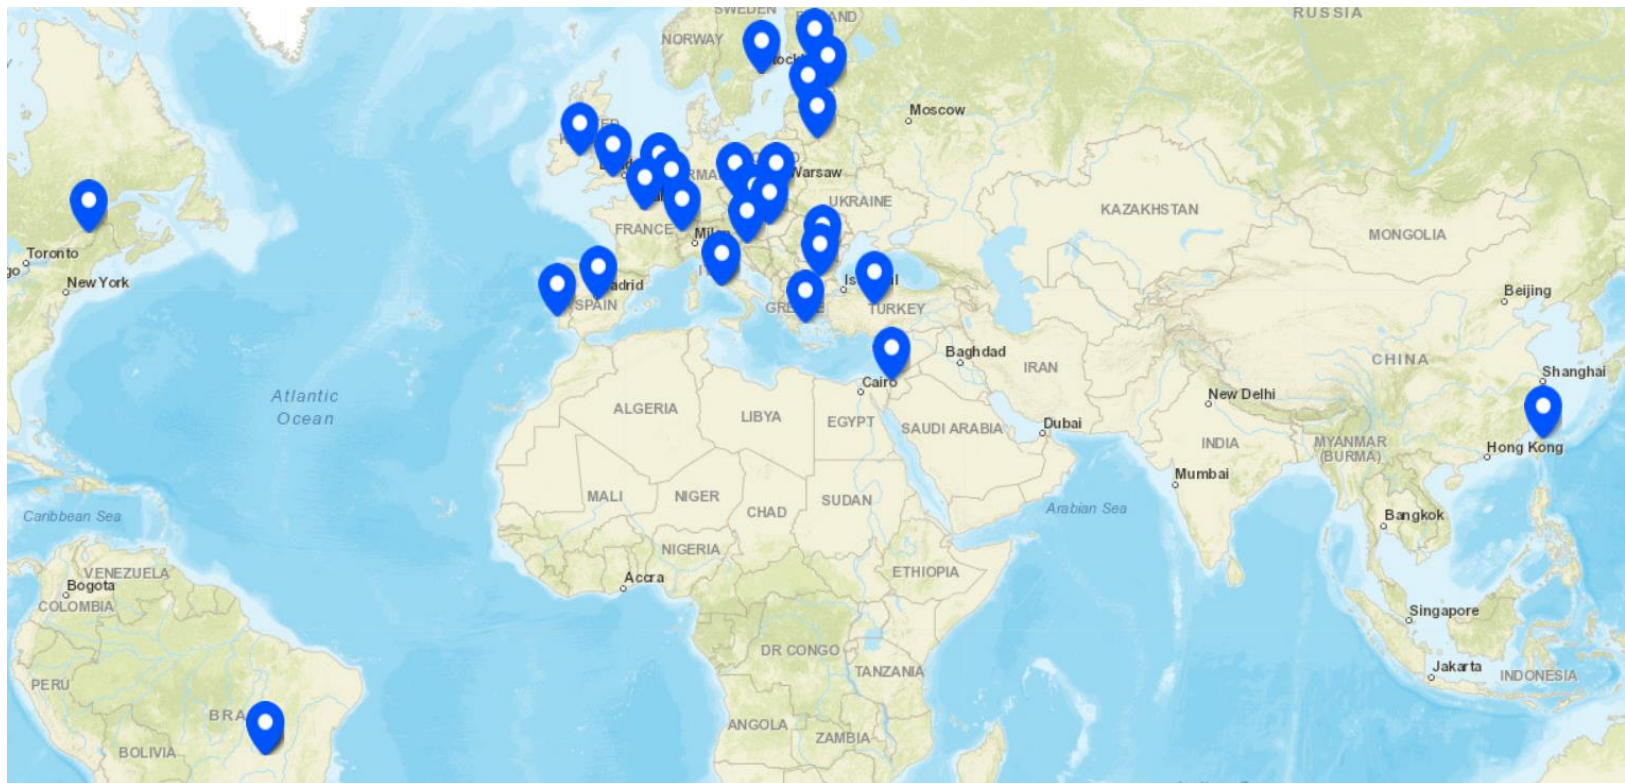 SWEDEN
RUSSIA
NORWAY
Moscow
Warsaw
UKRAINE
KAZAKHSTAN
FRANCE
MONGOLIA
Toronto
New York
SPAIN
TURKEY
Beijing
Baghdad
IRAN
CHINA
Shanghai
Cairo
New Delhi
Atlantic
Ocean
ALGERIA
LIBYA
EGYPT
SAUDI ARABIA
Dubai
INDIA
MYANMAR
(BURMA)
Hong Kong
Mumbai
MALI
NIGER
CHAD
SUDAN
Arabian Sea
Caribbean Sea
Bangkok
NIGERIA
VENEZUELA
Bogota
COLOMBIA
Accra
ETHIOPIA
Singapore
DR CONGO
TANZANIA
Jakarta
INDONESIA
PERU
BRA
ANGOLA
ZAMBIA
BOLIVIA